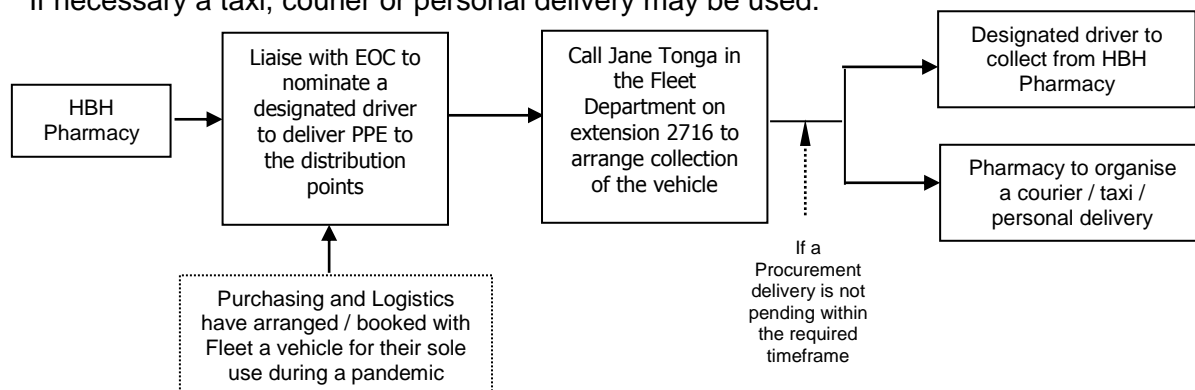 If necessary a taxi, courier or personal delivery may be used.
HBH
Pharmacy
Liaise with EOC to
nominate a
designated driver
to deliver PPE to
the distribution
points
Call Jane Tonga in
the Fleet
Department on
extension 2716 to
arrange collection
of the vehicle
Designated driver to
collect from HBH
Pharmacy
Pharmacy to organise
a courier / taxi /
personal delivery
If a
Procurement
delivery is not
pending within
the required
timeframe
Purchasing and Logistics
have arranged / booked with
Fleet a vehicle for their sole
use during a pandemic